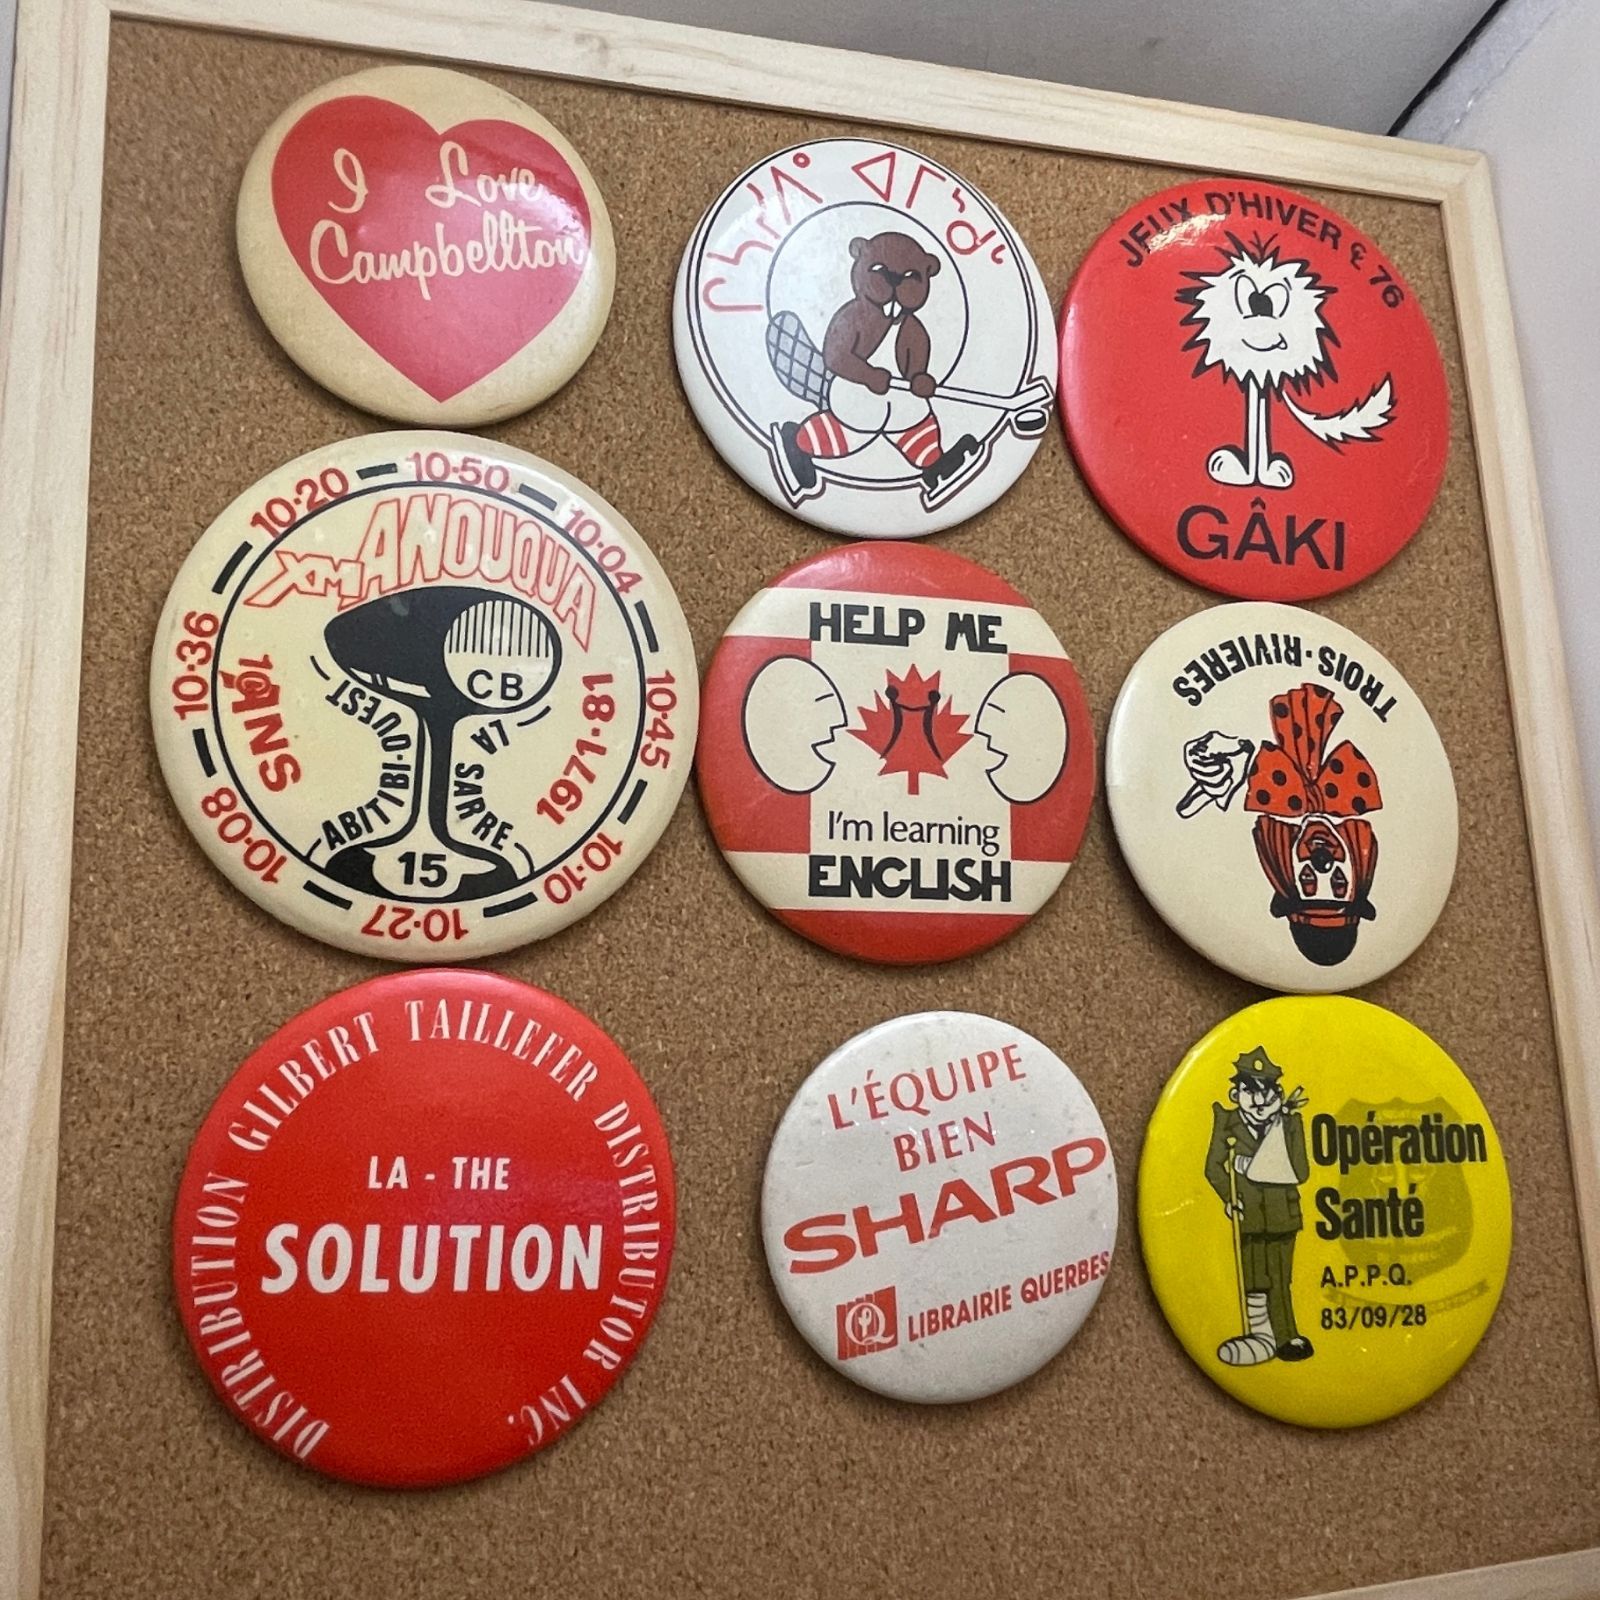 I Love
Campbellton
ᒋᓴᓯᐱᐤ ᐊᒥᔅᑯᒡ
JEUX D'HIVER 76
GÂKI
10·20 10·50 10·04 10·45 10·10 10·27 10·08 10·36
XM, ANOUQUA
1@ANS
CB
1971·81
ABITIBI·OUEST
LA SARRE
15
HELP ME
I'm learning
ENGLISH
TROIS·RIVIERES
DISTRIBUTION GILBERT TAILLEFER DISTRIBUTOR INC.
LA - THE
SOLUTION
L'ÉQUIPE
BIEN
SHARP
LIBRAIRIE QUERBES
Opération
Santé
A.P.P.Q.
83/09/28